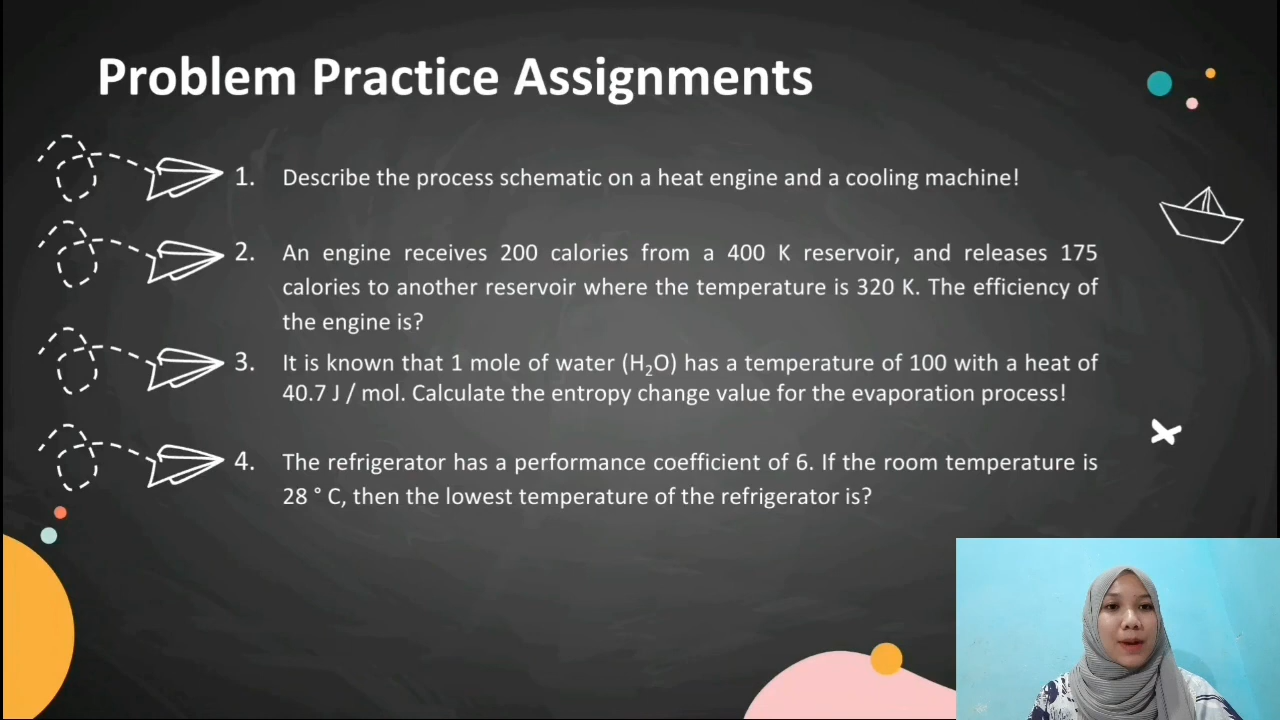 Problem Practice Assignments
1. Describe the process schematic on a heat engine and a cooling machine!
2. An engine receives 200 calories from a 400 K reservoir, and releases 175
calories to another reservoir where the temperature is 320 K. The efficiency of
the engine is?
3. It is known that 1 mole of water (H₂O) has a temperature of 100 with a heat of
40.7 J / mol. Calculate the entropy change value for the evaporation process!
4. The refrigerator has a performance coefficient of 6. If the room temperature is
28 ° C, then the lowest temperature of the refrigerator is?